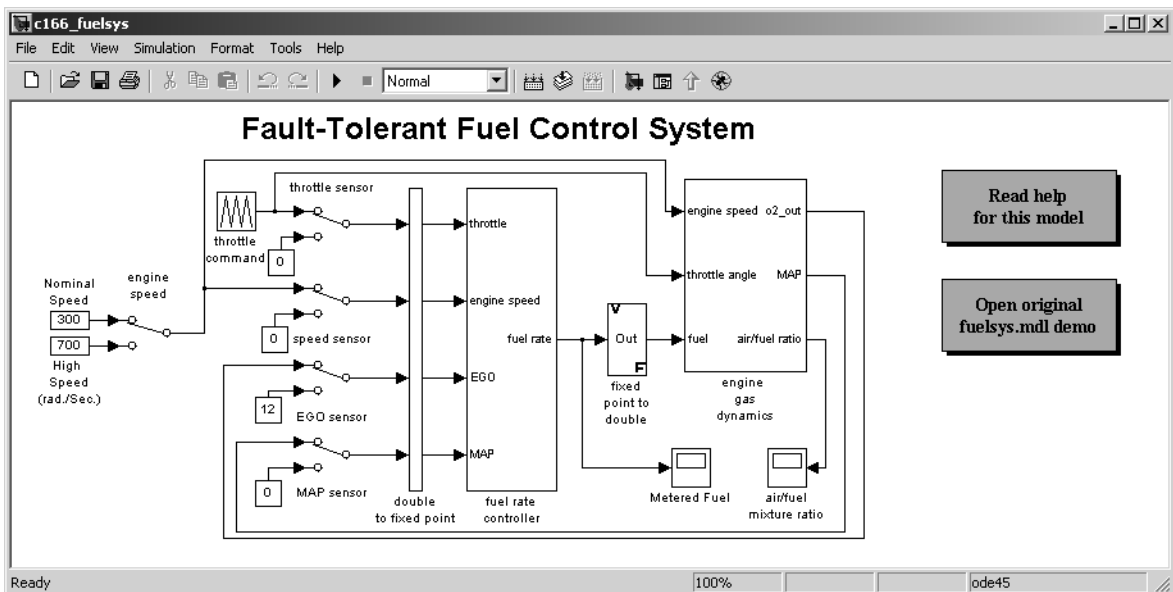 c166_fuelsys
File Edit View Simulation Format Tools Help
Normal
Fault-Tolerant Fuel Control System
throttle sensor
throttle
command
0
Nominal
Speed
300
700
High
Speed
(rad./Sec.)
engine
speed
0
speed sensor
12
EGO sensor
0
MAP sensor
double
to fixed point
throttle
engine speed
EGO
MAP
fuel rate
fuel rate
controller
V
Out
F
fixed
point to
double
engine speed o2_out
throttle angle MAP
fuel air/fuel ratio
engine
gas
dynamics
Metered Fuel
air/fuel
mixture ratio
Read help
for this model
Open original
fuelsys.mdl demo
Ready 100% ode45